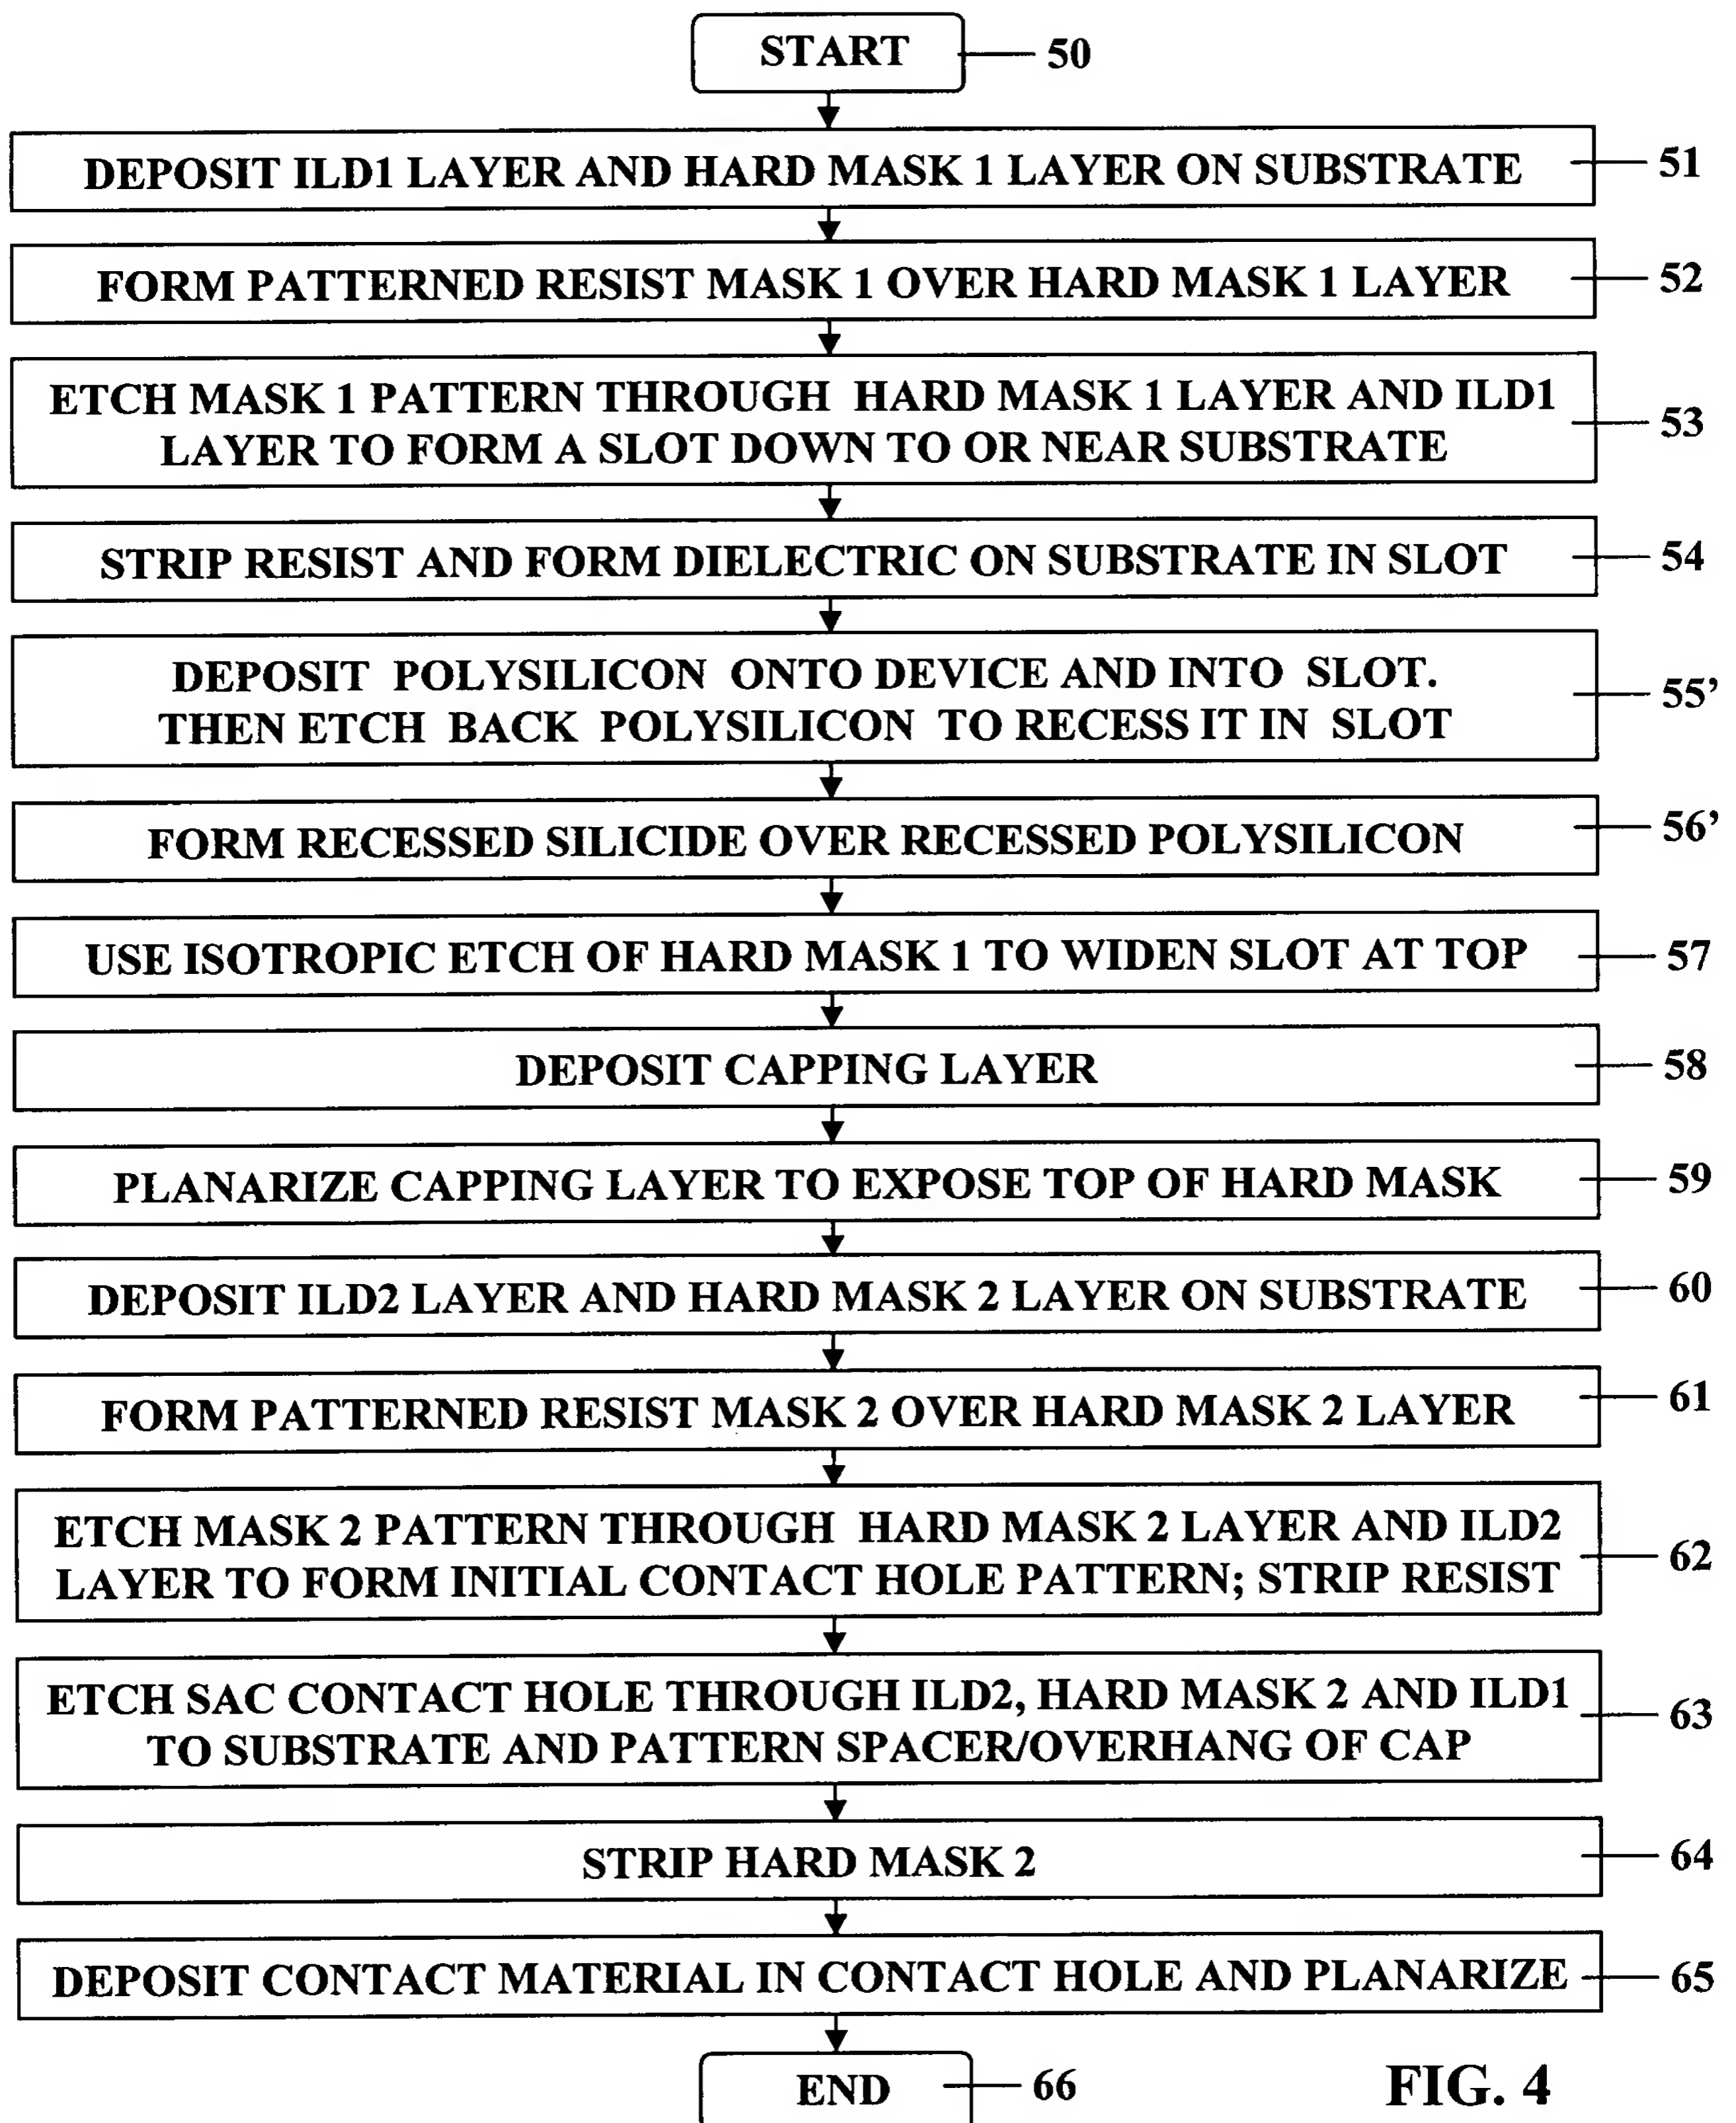 START 50
DEPOSIT ILD1 LAYER AND HARD MASK 1 LAYER ON SUBSTRATE 51
FORM PATTERNED RESIST MASK 1 OVER HARD MASK 1 LAYER 52
ETCH MASK 1 PATTERN THROUGH HARD MASK 1 LAYER AND ILD1
LAYER TO FORM A SLOT DOWN TO OR NEAR SUBSTRATE
53
STRIP RESIST AND FORM DIELECTRIC ON SUBSTRATE IN SLOT 54
DEPOSIT POLYSILICON ONTO DEVICE AND INTO SLOT.
THEN ETCH BACK POLYSILICON TO RECESS IT IN SLOT
55’
FORM RECESSED SILICIDE OVER RECESSED POLYSILICON 56’
USE ISOTROPIC ETCH OF HARD MASK 1 TO WIDEN SLOT AT TOP 57
DEPOSIT CAPPING LAYER 58
PLANARIZE CAPPING LAYER TO EXPOSE TOP OF HARD MASK 59
DEPOSIT ILD2 LAYER AND HARD MASK 2 LAYER ON SUBSTRATE 60
FORM PATTERNED RESIST MASK 2 OVER HARD MASK 2 LAYER 61
ETCH MASK 2 PATTERN THROUGH HARD MASK 2 LAYER AND ILD2
LAYER TO FORM INITIAL CONTACT HOLE PATTERN; STRIP RESIST
62
ETCH SAC CONTACT HOLE THROUGH ILD2, HARD MASK 2 AND ILD1
TO SUBSTRATE AND PATTERN SPACER/OVERHANG OF CAP
63
STRIP HARD MASK 2 64
DEPOSIT CONTACT MATERIAL IN CONTACT HOLE AND PLANARIZE 65
END 66
FIG. 4